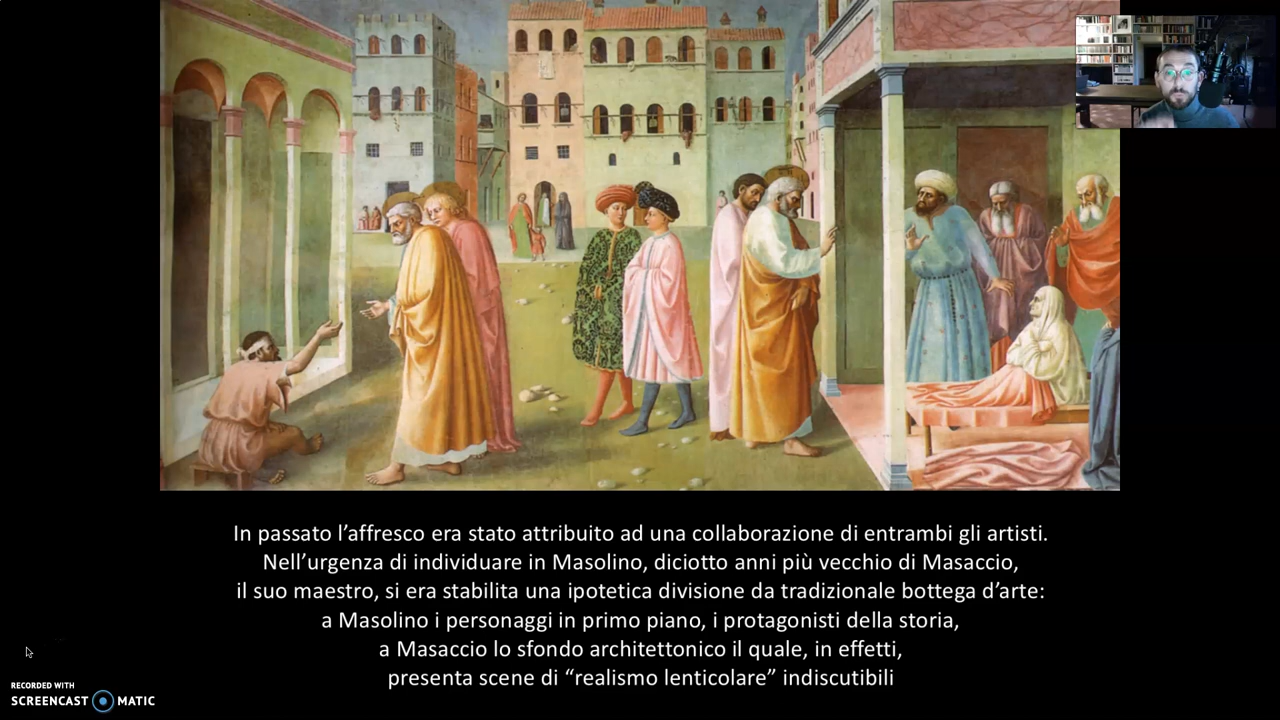 In passato l’affresco era stato attribuito ad una collaborazione di entrambi gli artisti.
Nell’urgenza di individuare in Masolino, diciotto anni più vecchio di Masaccio,
il suo maestro, si era stabilita una ipotetica divisione da tradizionale bottega d’arte:
a Masolino i personaggi in primo piano, i protagonisti della storia,
a Masaccio lo sfondo architettonico il quale, in effetti,
presenta scene di “realismo lenticolare” indiscutibili
RECORDED WITH
SCREENCAST MATIC